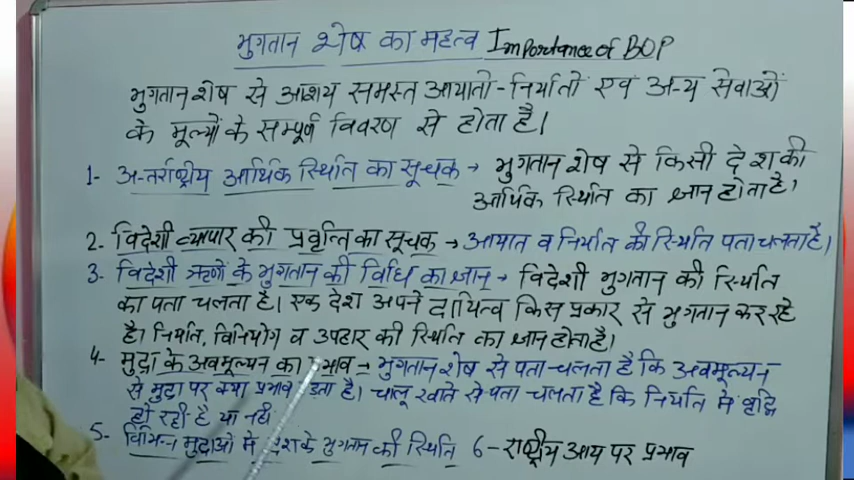 भुगतान शेष का महत्व Importance of BOP
भुगतान शेष से आशय समस्त आयातो-निर्यातों एवं अन्य सेवाओं
के मूल्यों के सम्पूर्ण विवरण से होता है।
1- अन्तर्राष्ट्रीय आर्थिक स्थिति का सूचक → भुगतान शेष से किसी देश की
आर्थिक स्थिति का ज्ञान होता है।
2. विदेशी व्यापार की प्रवृत्ति का सूचक → आयात व निर्यात की स्थिति पता चलता है।
3. विदेशी ऋणों के भुगतान की विधि का ज्ञान → विदेशी भुगतान की स्थिति
का पता चलता है। एक देश अपने दायित्व किस प्रकार से भुगतान कर रहे
है। निर्यात, विनियोग व उपहार की स्थिति का ज्ञान होता है।
4- मुद्रा के अवमूल्यन का प्रभाव → भुगतान शेष से पता चलता है कि अवमूल्यन
से मुद्रा पर क्या प्रभाव पड़ता है। चालू खाते से पता चलता है कि निर्यात में वृद्धि
हो रही है या नहीं
5- विभिन्न मुद्राओं में देश के भुगतान की स्थिति 6- राष्ट्रीय आय पर प्रभाव